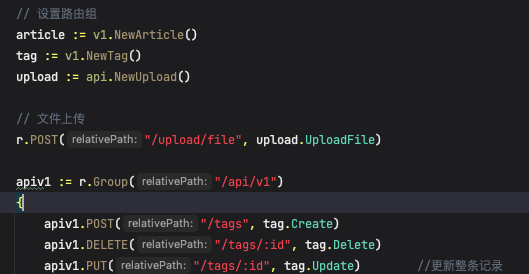 // 设置路由组
article := v1.NewArticle()
tag := v1.NewTag()
upload := api.NewUpload()
// 文件上传
r.POST( relativePath: "/upload/file", upload.UploadFile)
apiv1 := r.Group( relativePath: "/api/v1")
{
apiv1.POST( relativePath: "/tags", tag.Create)
apiv1.DELETE( relativePath: "/tags/:id", tag.Delete)
apiv1.PUT( relativePath: "/tags/:id", tag.Update) //更新整条记录